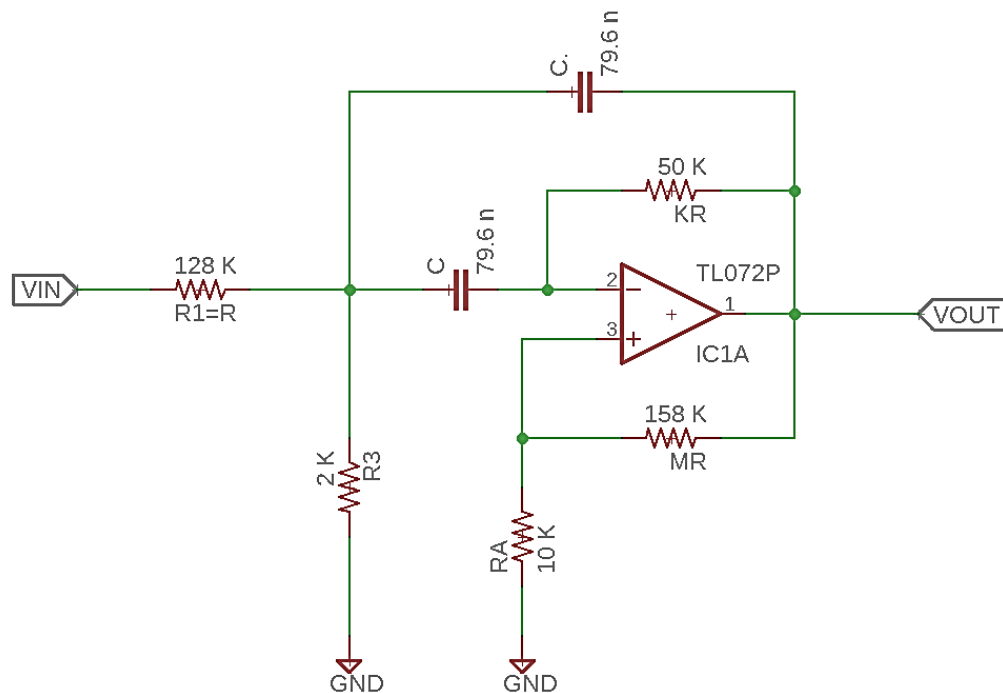 C.
79.6 n
50 K
KR
79.6 n
C
128 K
R1=R
VIN
2
3
1
TL072P
IC1A
VOUT
158 K
MR
2 K
R3
RA
10 K
GND
GND